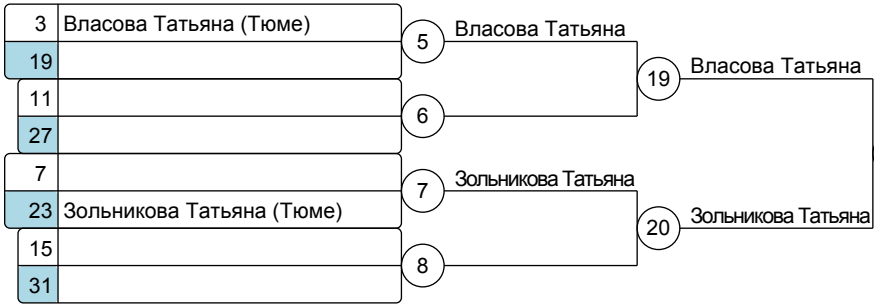 3 Власова Татьяна (Тюме)
19
11
27
7
23 Зольникова Татьяна (Тюме)
15
31
5 Власова Татьяна
6
7 Зольникова Татьяна
8
19 Власова Татьяна
20 Зольникова Татьяна